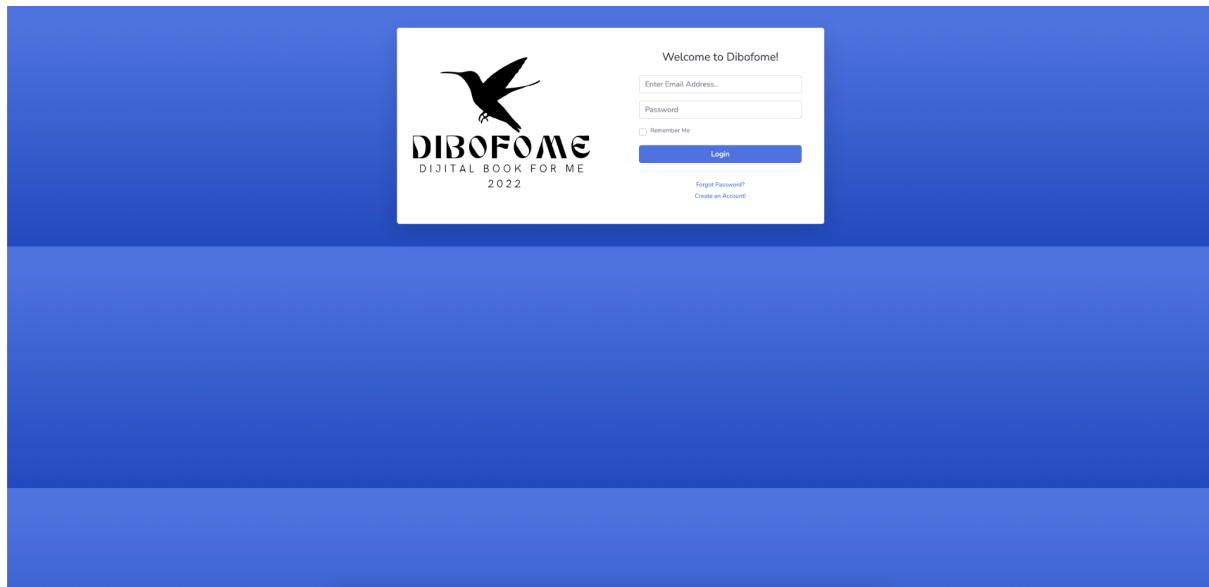 DIBOFOME
DIJITAL BOOK FOR ME
2022
Welcome to Dibofome!
Enter Email Address...
Password
Remember Me
Login
Forgot Password?
Create an Account!